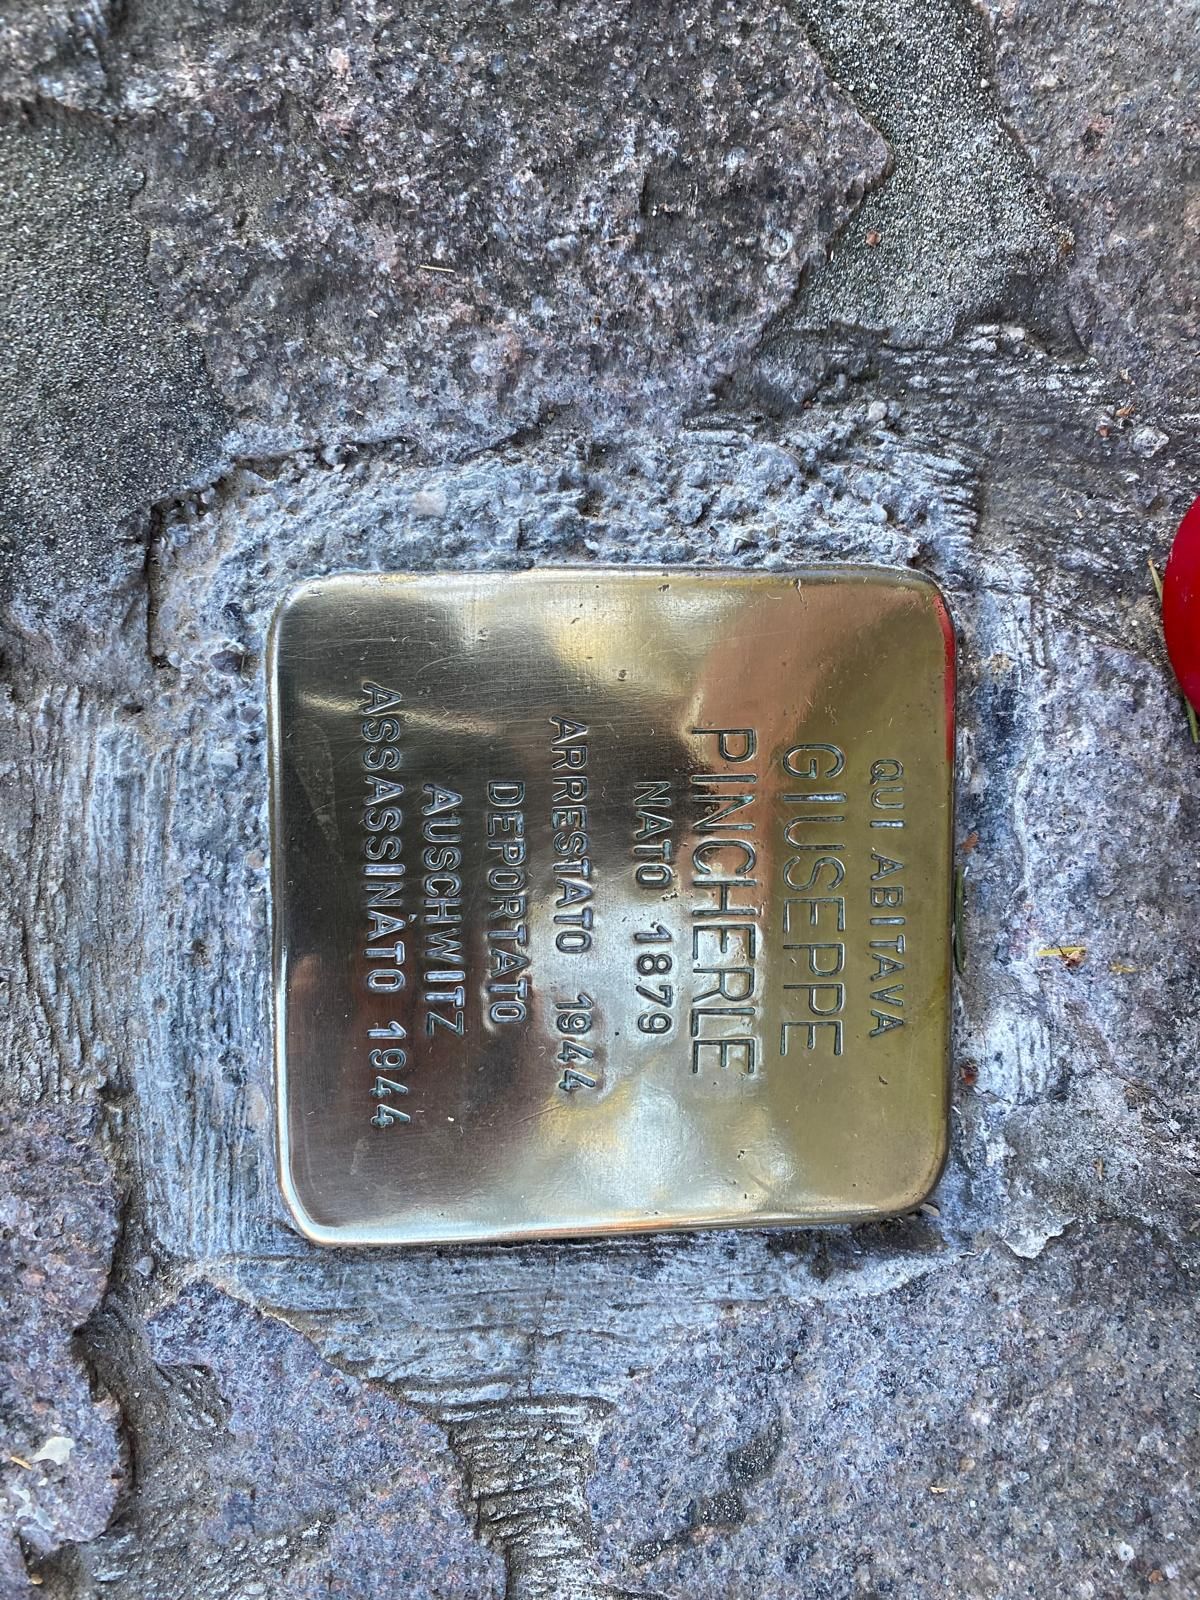 QUI ABITAVA
GIUSEPPE
PINCHERLE
NATO 1879
ARRESTATO 1944
DEPORTATO
AUSCHWITZ
ASSASSINATO 1944